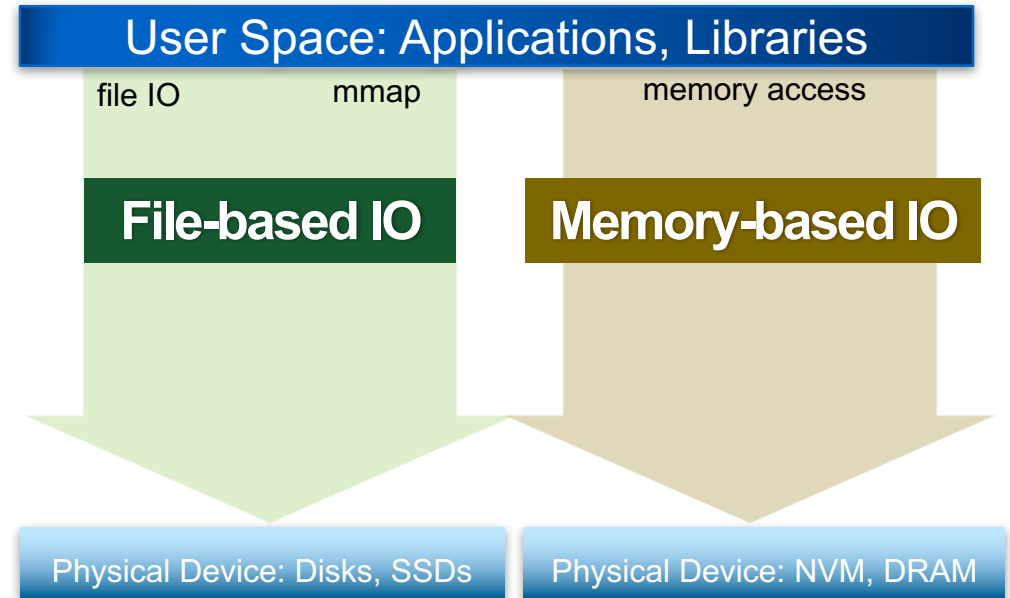 User Space: Applications, Libraries
file IO
mmap
memory access
File-based IO
Memory-based IO
Physical Device: Disks, SSDs
Physical Device: NVM, DRAM